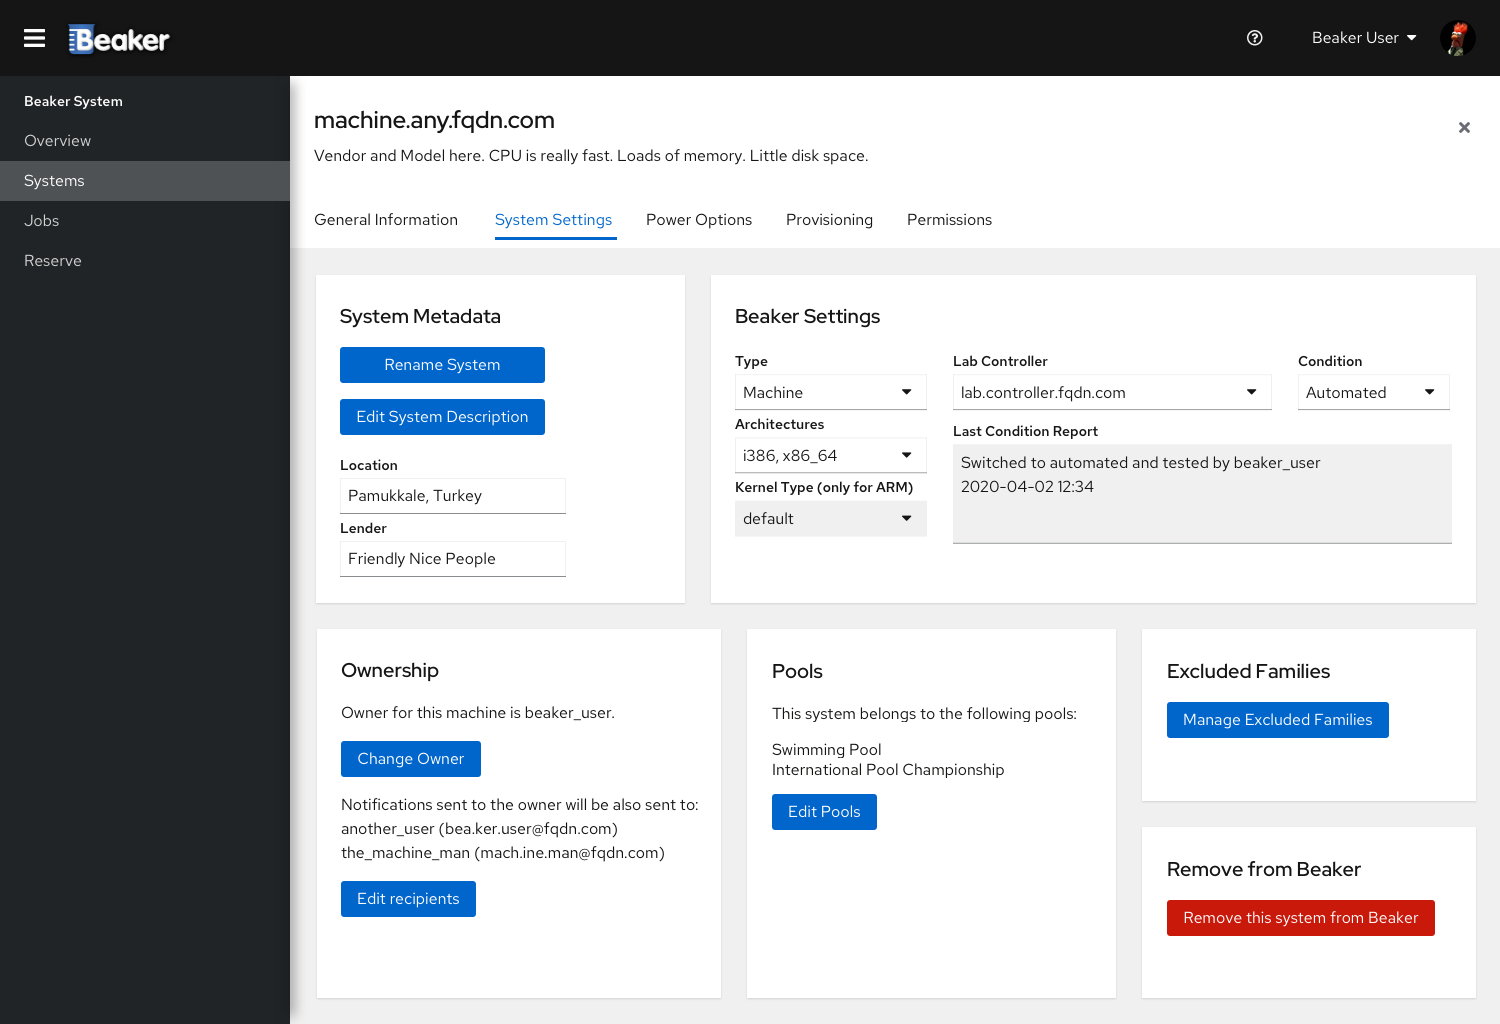 Beaker
Beaker User
Beaker System
Overview
Systems
Jobs
Reserve
machine.any.fqdn.com
Vendor and Model here. CPU is really fast. Loads of memory. Little disk space.
General Information
System Settings
Power Options
Provisioning
Permissions
System Metadata
Rename System
Edit System Description
Location
Pamukkale, Turkey
Lender
Friendly Nice People
Beaker Settings
Type
Machine
Architectures
i386, x86_64
Kernel Type (only for ARM)
default
Lab Controller
lab.controller.fqdn.com
Condition
Automated
Last Condition Report
Switched to automated and tested by beaker_user
2020-04-02 12:34
Ownership
Owner for this machine is beaker_user.
Change Owner
Notifications sent to the owner will be also sent to:
another_user (bea.ker.user@fqdn.com)
the_machine_man (mach.ine.man@fqdn.com)
Edit recipients
Pools
This system belongs to the following pools:
Swimming Pool
International Pool Championship
Edit Pools
Excluded Families
Manage Excluded Families
Remove from Beaker
Remove this system from Beaker